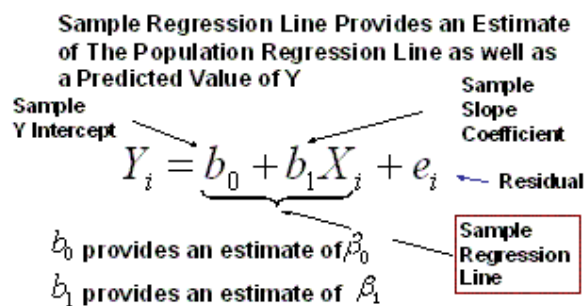 Sample Regression Line Provides an Estimate
of The Population Regression Line as well as
a Predicted Value of Y
Sample
Y Intercept
Sample
Slope
Coefficient
Yᵢ = b₀ + b₁Xᵢ + eᵢ
Residual
b₀ provides an estimate of β₀
b₁ provides an estimate of β₁
Sample
Regression
Line